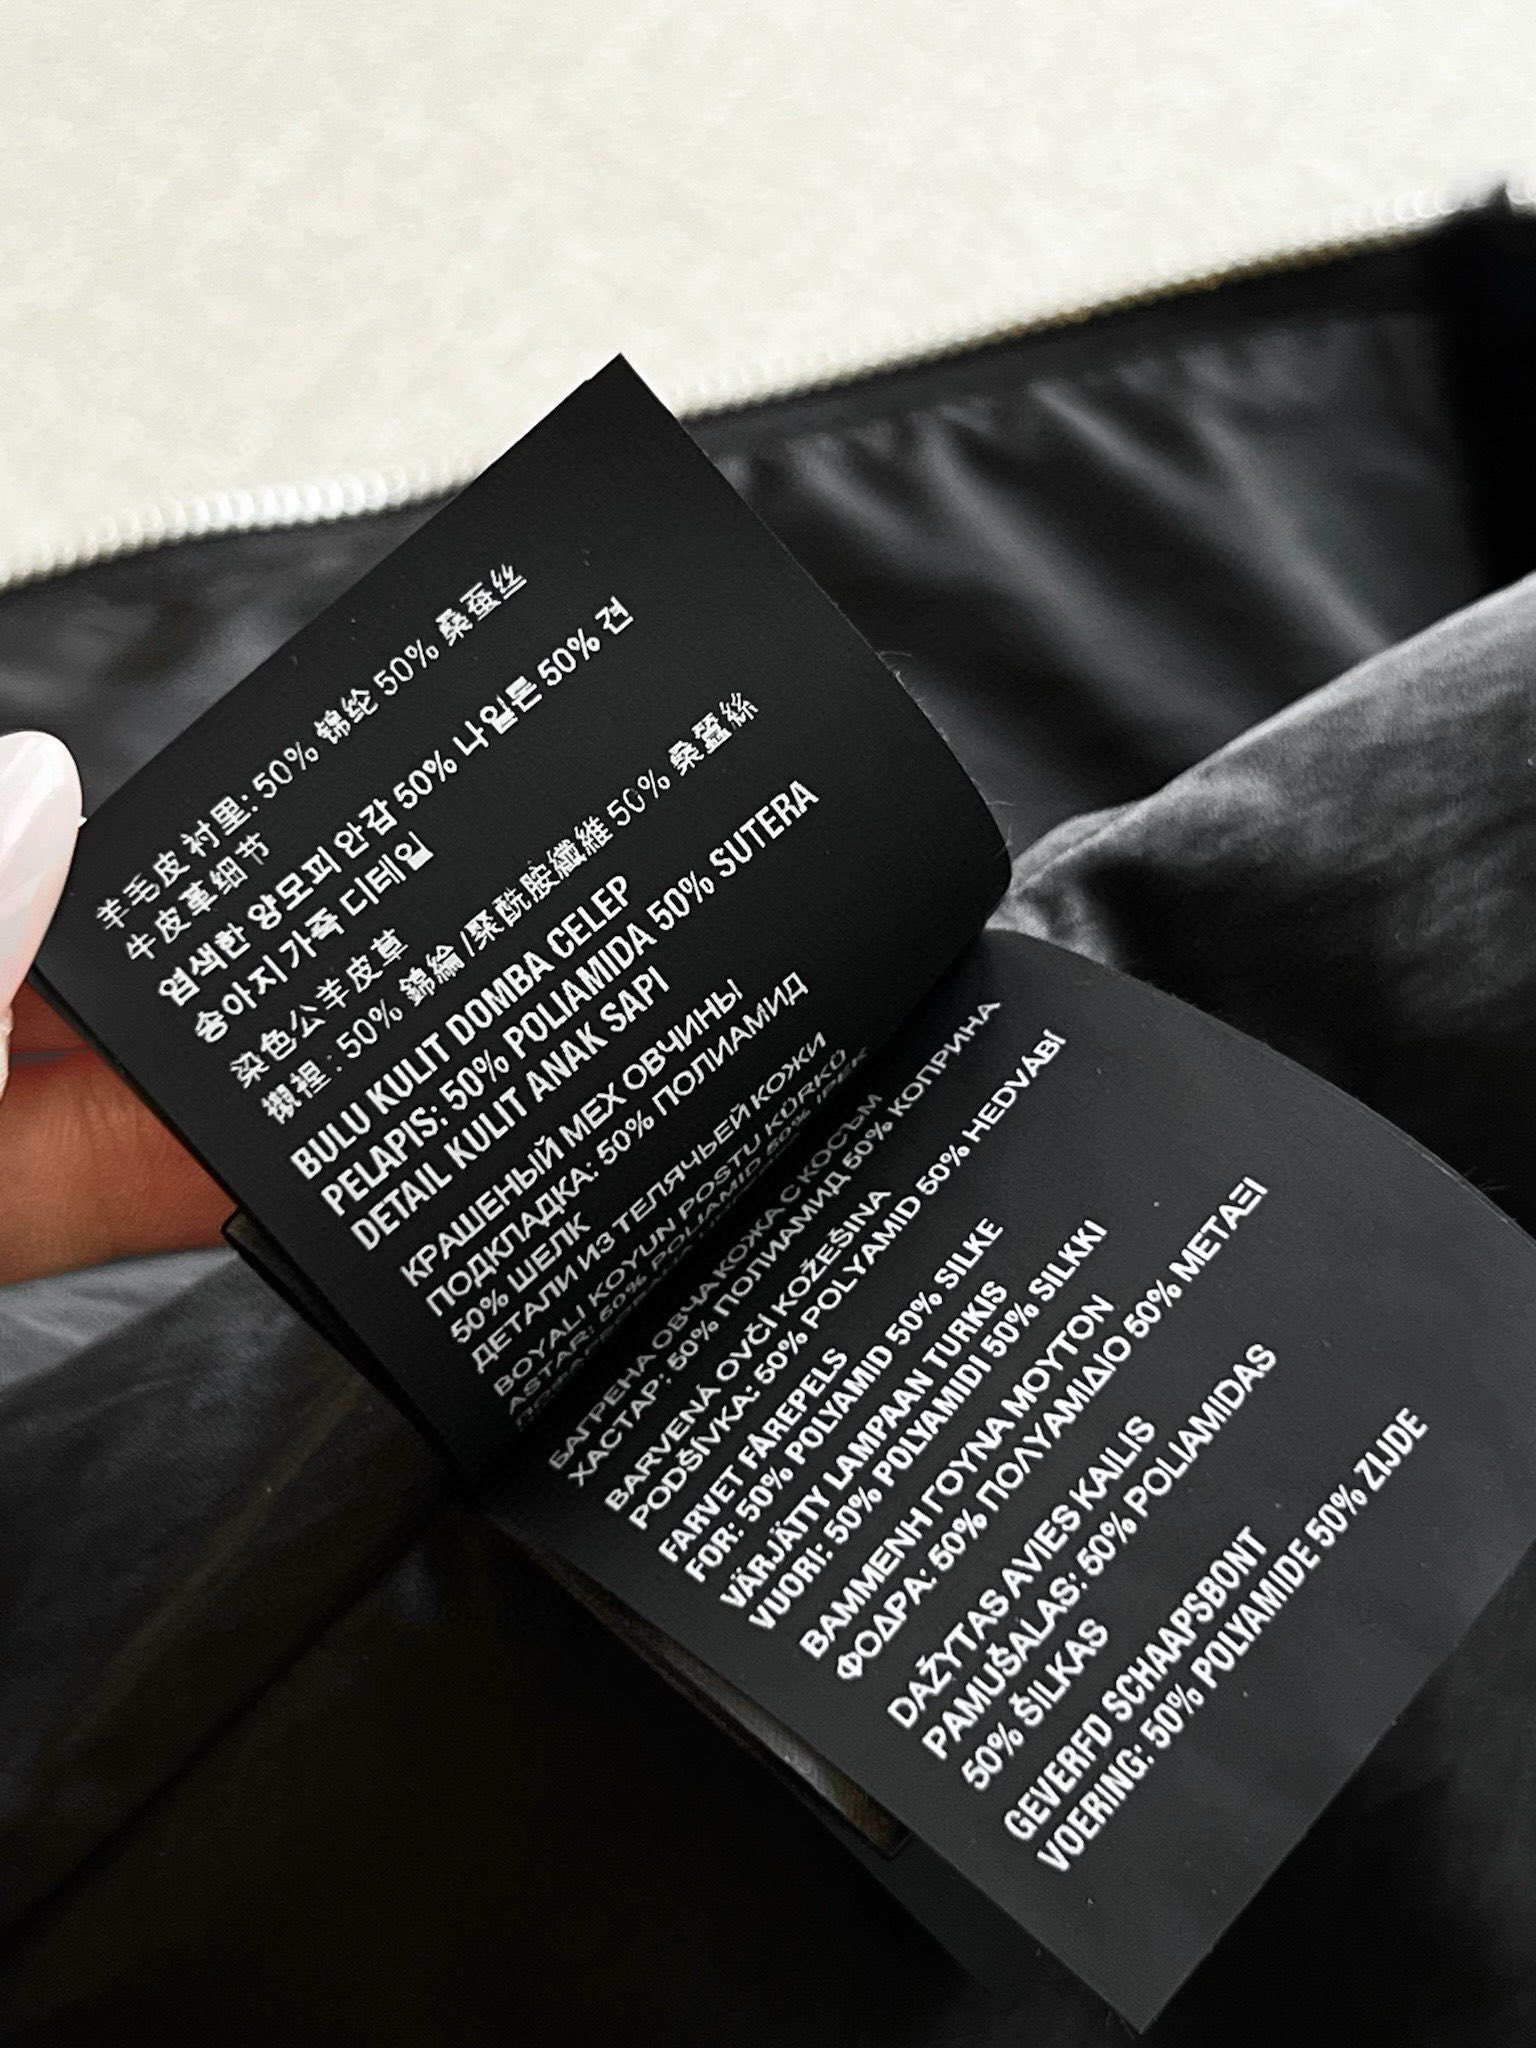 羊毛皮 衬里: 50% 锦纶 50% 桑蚕丝
牛皮革细节
염색한 양모피 안감 50% 나일론 50% 견
송아지 가죽 디테일
染色公羊皮草
襯裡 : 50% 錦綸 /聚酰胺纖維 50% 桑蠶絲
BULU KULIT DOMBA CELEP
PELAPIS: 50% POLIAMIDA 50% SUTERA
DETAIL KULIT ANAK SAPI
КРАШЕНЫЙ МЕХ ОВЧИНЫ
ПОДКЛАДКА: 50% ПОЛИАМИД
50% ШЕЛК
ДЕТАЛИ ИЗ ТЕЛЯЧЬЕЙ КОЖИ
BOYALI KOYUN POSTU KÜRKÜ
ASTAR: 50% POLIAMID 50% IPEK
БАГРЕНА ОВЧА КОЖА С КОСЪМ
ХАСТАР: 50% ПОЛИАМИД 50% КОПРИНА
BARVENÁ OVČÍ KOŽEŠINA
PODŠÍVKA: 50% POLYAMID 50% HEDVÁBÍ
FARVET FÅREPELS
FOR: 50% POLYAMID 50% SILKE
VÄRJÄTTY LAMPAAN TURKIS
VUORI: 50% POLYAMIDI 50% SILKKI
ΒΑΜΜΕΝΗ ΓΟΥΝΑ ΜΟΥΤΟΝ
ΦΟΔΡΑ: 50% ΠΟΛΥΑΜΙΔΙΟ 50% ΜΕΤΑΞΙ
DAŽYTAS AVIES KAILIS
PAMUŠALAS: 50% POLIAMIDAS
50% ŠILKAS
GEVERFD SCHAAPSBONT
VOERING: 50% POLYAMIDE 50% ZIJDE